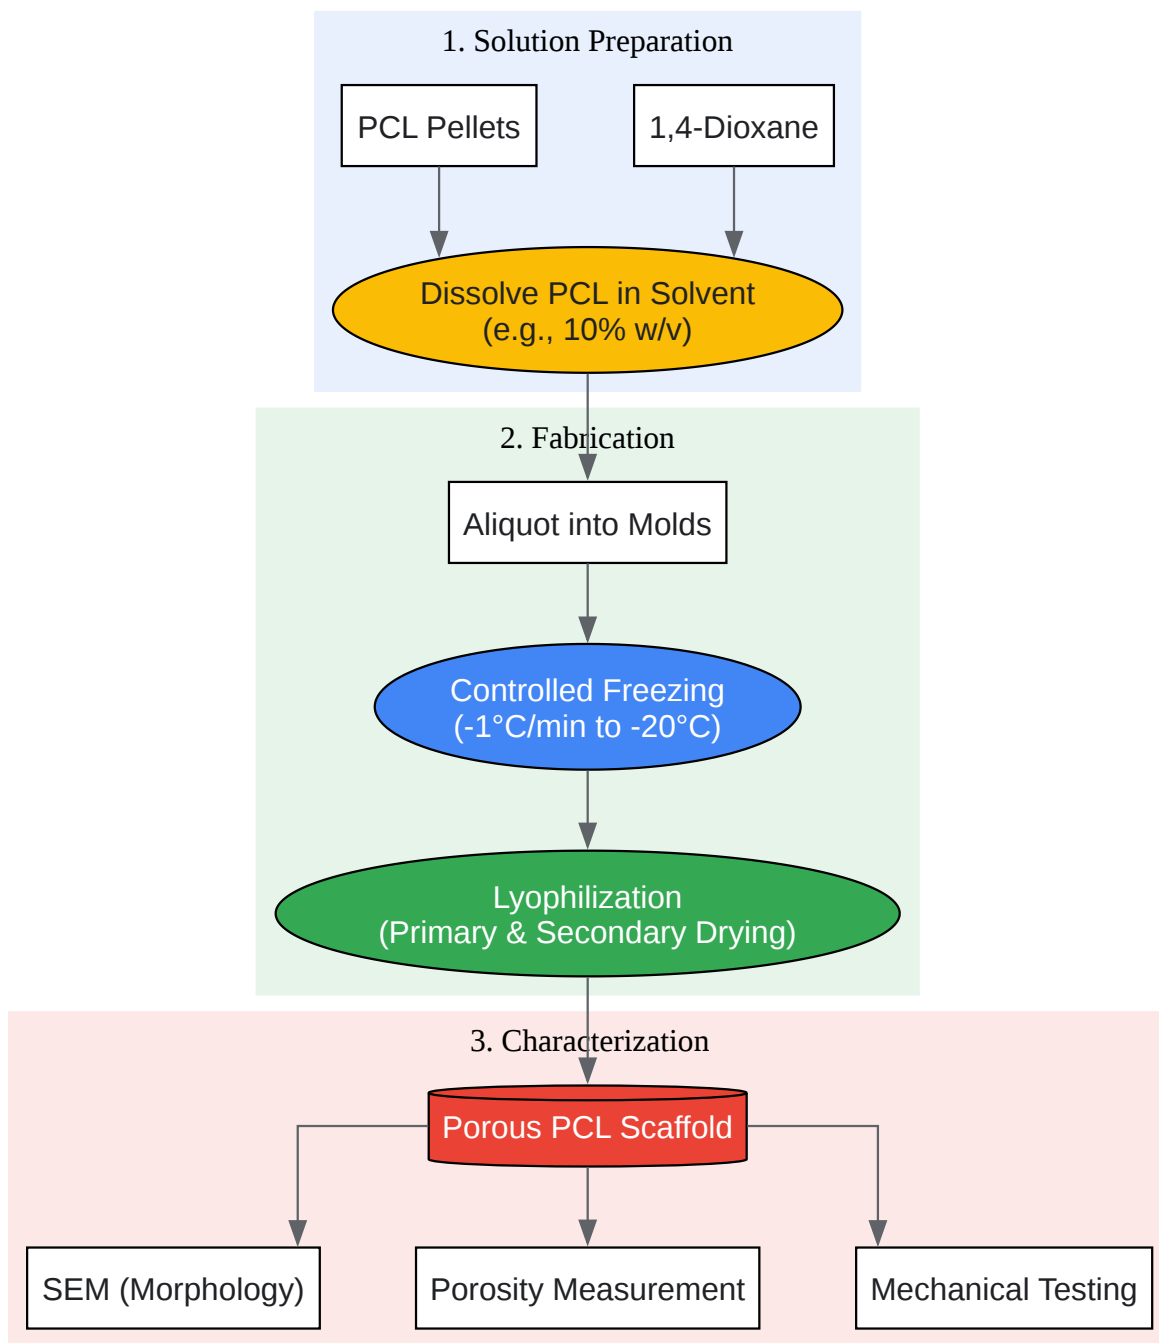 1. Solution Preparation
PCL Pellets
1,4-Dioxane
Dissolve PCL in Solvent
(e.g., 10% w/v)
2. Fabrication
Aliquot into Molds
Controlled Freezing
(-1°C/min to -20°C)
Lyophilization
(Primary & Secondary Drying)
3. Characterization
Porous PCL Scaffold
SEM (Morphology)
Porosity Measurement
Mechanical Testing